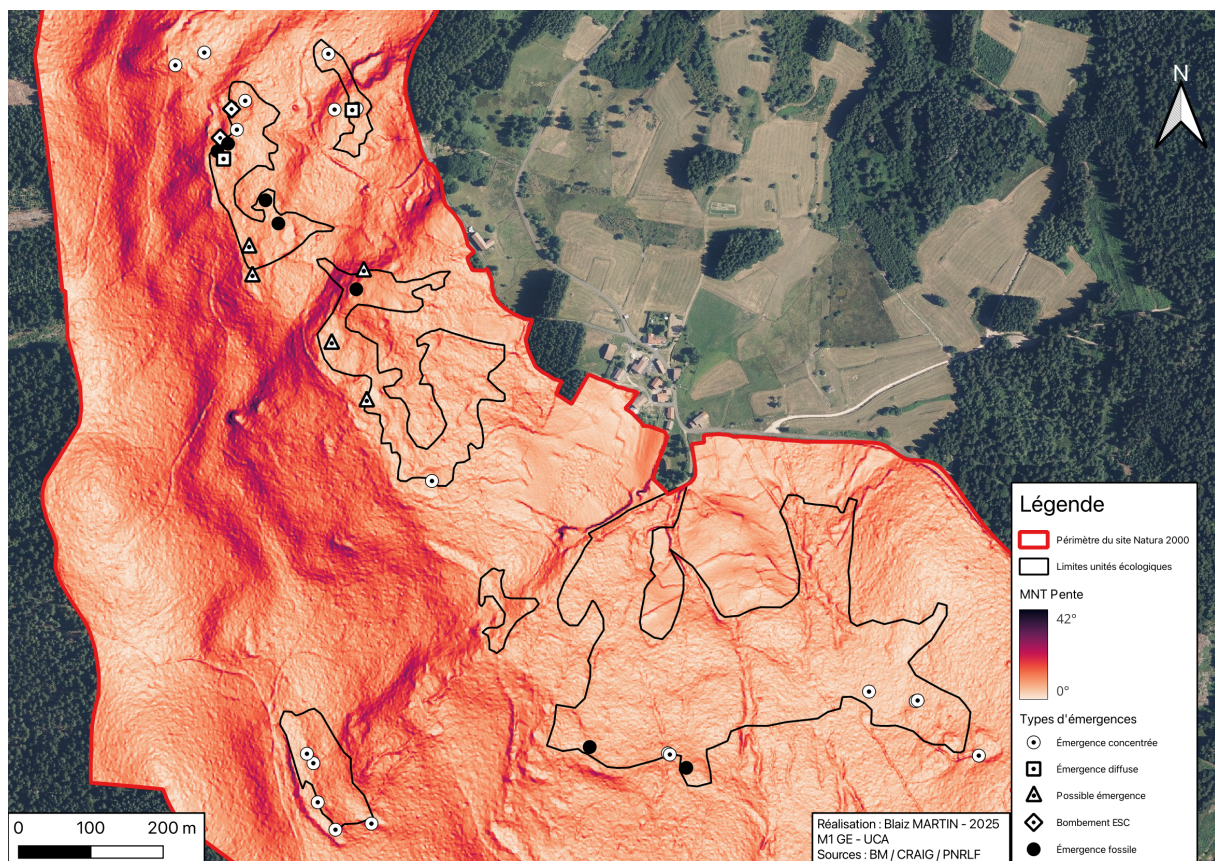 N
Légende
Périmètre du site Natura 2000
Limites unités écologiques
MNT Pente
42°
0°
Types d'émergences
Émergence concentrée
Émergence diffuse
Possible émergence
Bombement ESC
Émergence fossile
0 100 200 m
Réalisation : Blaiz MARTIN - 2025
M1 GE - UCA
Sources : BM / CRAIG / PNRLF